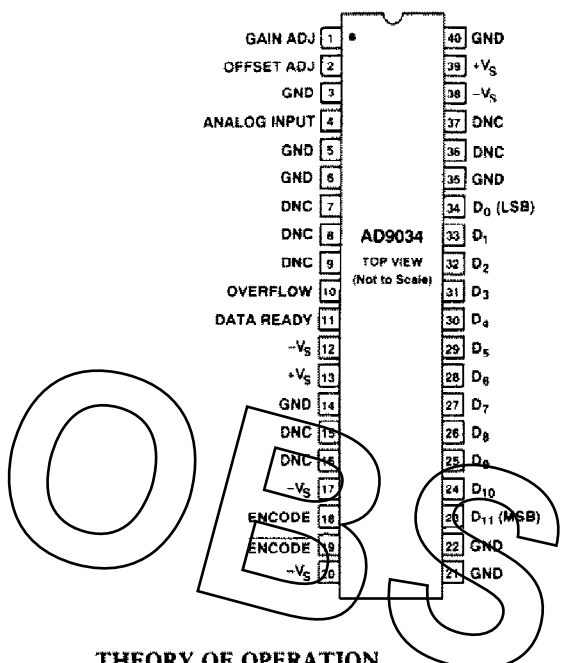 GAIN ADJ 1
OFFSET ADJ 2
GND 3
ANALOG INPUT 4
GND 5
GND 6
DNC 7
DNC 8
DNC 9
OVERFLOW 10
DATA READY 11
-VS 12
+VS 13
GND 14
DNC 15
DNC 16
-VS 17
ENCODE 18
ENCODE 19
-VS 20
AD9034
TOP VIEW
(Not to Scale)
40 GND
39 +VS
38 -VS
37 DNC
36 DNC
35 GND
34 D0 (LSB)
33 D1
32 D2
31 D3
30 D4
29 D5
28 D6
27 D7
26 D8
25 D9
24 D10
23 D11 (MSB)
22 GND
21 GND
OBS
THEORY OF OPERATION